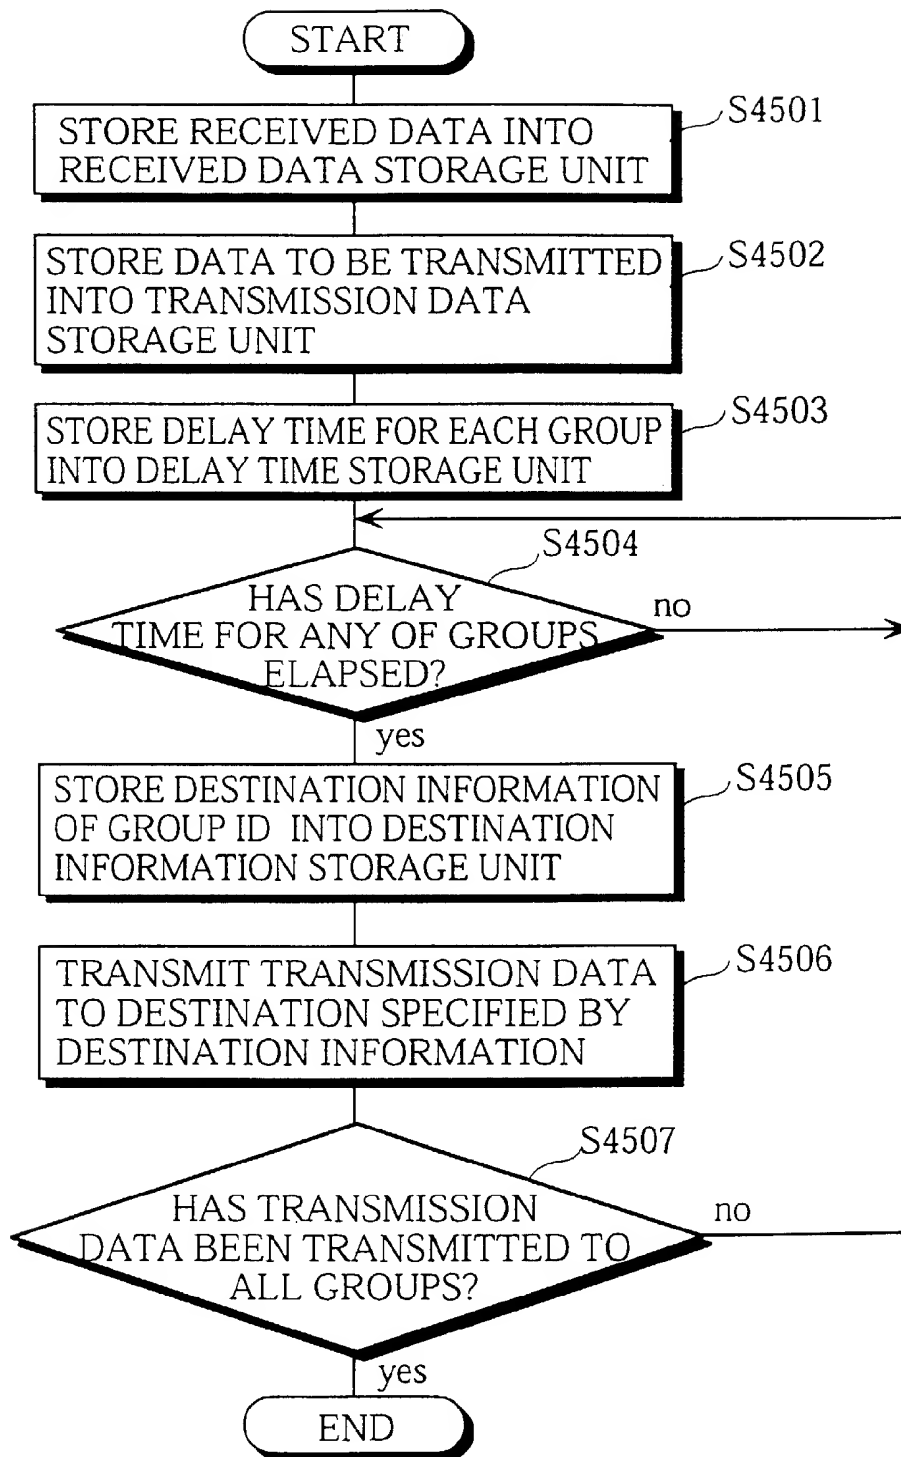 START
S4501
STORE RECEIVED DATA INTO
RECEIVED DATA STORAGE UNIT
S4502
STORE DATA TO BE TRANSMITTED
INTO TRANSMISSION DATA
STORAGE UNIT
S4503
STORE DELAY TIME FOR EACH GROUP
INTO DELAY TIME STORAGE UNIT
S4504
HAS DELAY
TIME FOR ANY OF GROUPS
ELAPSED?
no
yes
S4505
STORE DESTINATION INFORMATION
OF GROUP ID INTO DESTINATION
INFORMATION STORAGE UNIT
S4506
TRANSMIT TRANSMISSION DATA
TO DESTINATION SPECIFIED BY
DESTINATION INFORMATION
S4507
HAS TRANSMISSION
DATA BEEN TRANSMITTED TO
ALL GROUPS?
no
yes
END